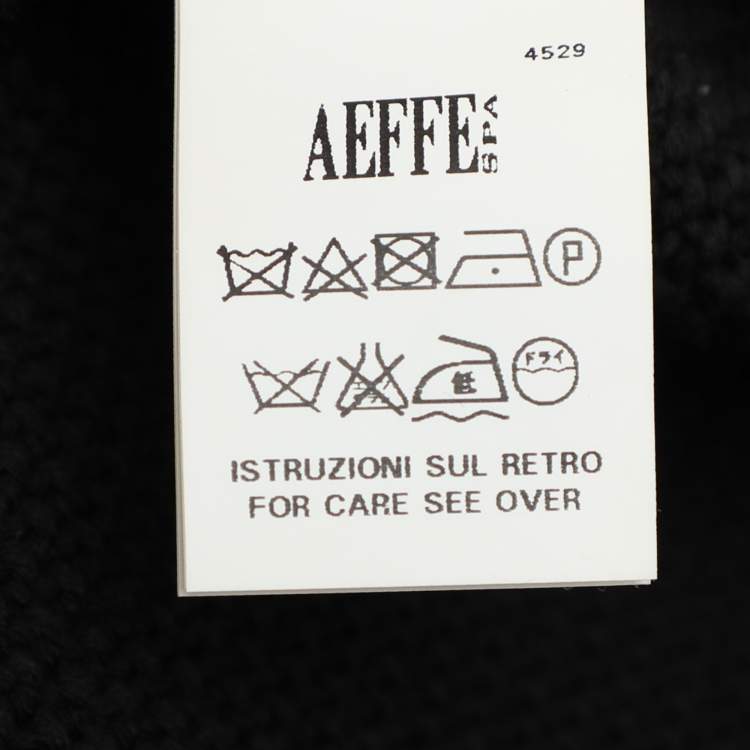 4529
AEFFE SPA
P
低 ドライ
ISTRUZIONI SUL RETRO
FOR CARE SEE OVER